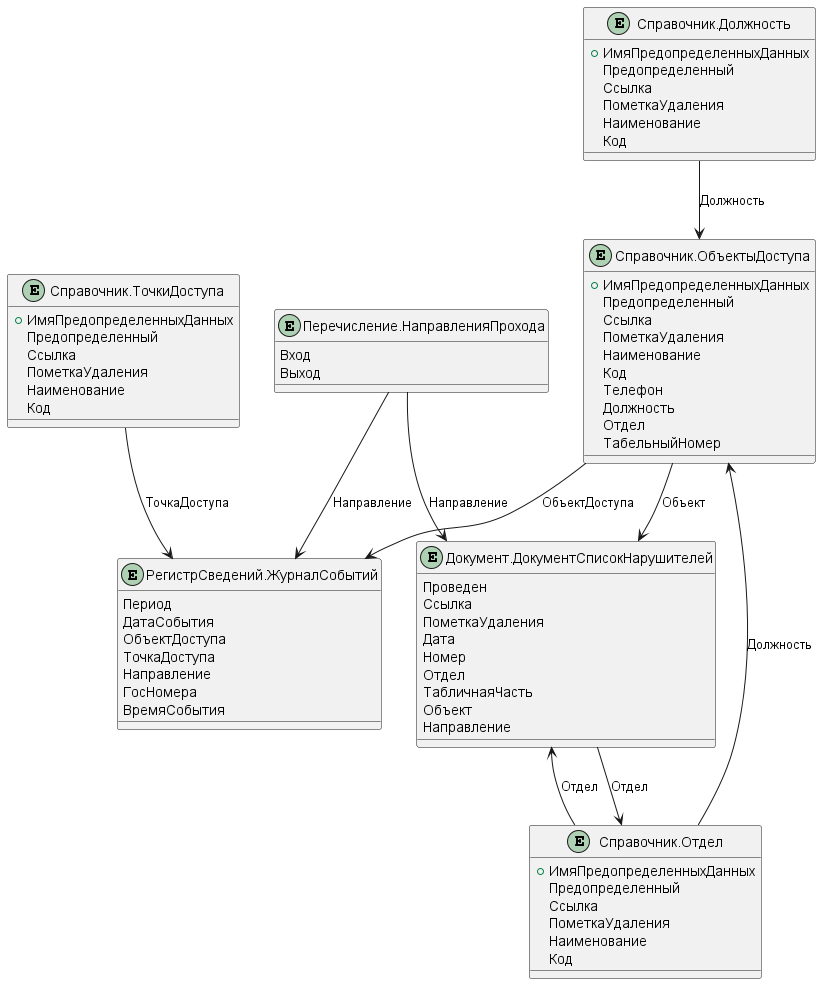 Справочник.Должность
ИмяПредопределенныхДанных
Предопределенный
Ссылка
ПометкаУдаления
Наименование
Код
Должность
Справочник.ОбъектыДоступа
ИмяПредопределенныхДанных
Предопределенный
Ссылка
ПометкаУдаления
Наименование
Код
Телефон
Должность
Отдел
ТабельныйНомер
Справочник.ТочкиДоступа
ИмяПредопределенныхДанных
Предопределенный
Ссылка
ПометкаУдаления
Наименование
Код
Перечисление.НаправленияПрохода
Вход
Выход
ТочкаДоступа
Направление
Направление
ОбъектДоступа
Объект
РегистрСведений.ЖурналСобытий
Период
ДатаСобытия
ОбъектДоступа
ТочкаДоступа
Направление
ГосНомера
ВремяСобытия
Документ.ДокументСписокНарушителей
Проведен
Ссылка
ПометкаУдаления
Дата
Номер
Отдел
ТабличнаяЧасть
Объект
Направление
Должность
Отдел
Отдел
Справочник.Отдел
ИмяПредопределенныхДанных
Предопределенный
Ссылка
ПометкаУдаления
Наименование
Код